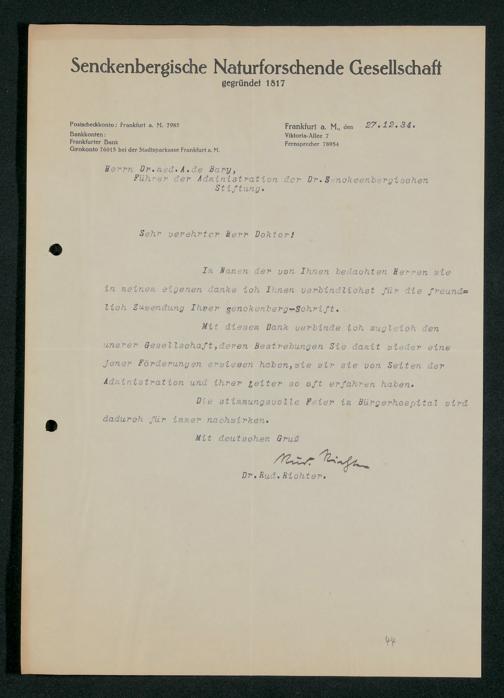 Senckenbergische Naturforschende Gesellschaft
gegründet 1817
Postscheckkonto: Frankfurt a. M. 7985
Bankkonten:
Frankfurter Bank
Girokonto 76015 bei der Stadtsparkasse Frankfurt a. M.
Frankfurt a. M., den 27.12.34.
Viktoria-Allee 7
Fernsprecher 78954
Herrn Dr.med.A.de Bary,
Führer der Administration der Dr.Senckenbergischen
Stiftung.
Sehr verehrter Herr Doktor!
Im Namen der von Ihnen bedachten Herren wie
in meinem eigenen danke ich Ihnen verbindlichst für die freund=
lich Zuwendung Ihrer genckenberg-Schrift.
Mit diesem Dank verbinde ich zugleich den
unserer Gesellschaft,deren Bestrebungen Sie damit wieder eine
jener Förderungen erwiesen haben,wie wir sie von Seiten der
Administration und ihrer Leiter so oft erfahren haben.
Die stimmungsvolle Feier im Bürgerhospital wird
dadurch für immer nachwirken.
Mit deutschem Gruß
Rud. Richter
Dr.Rud.Richter.
44